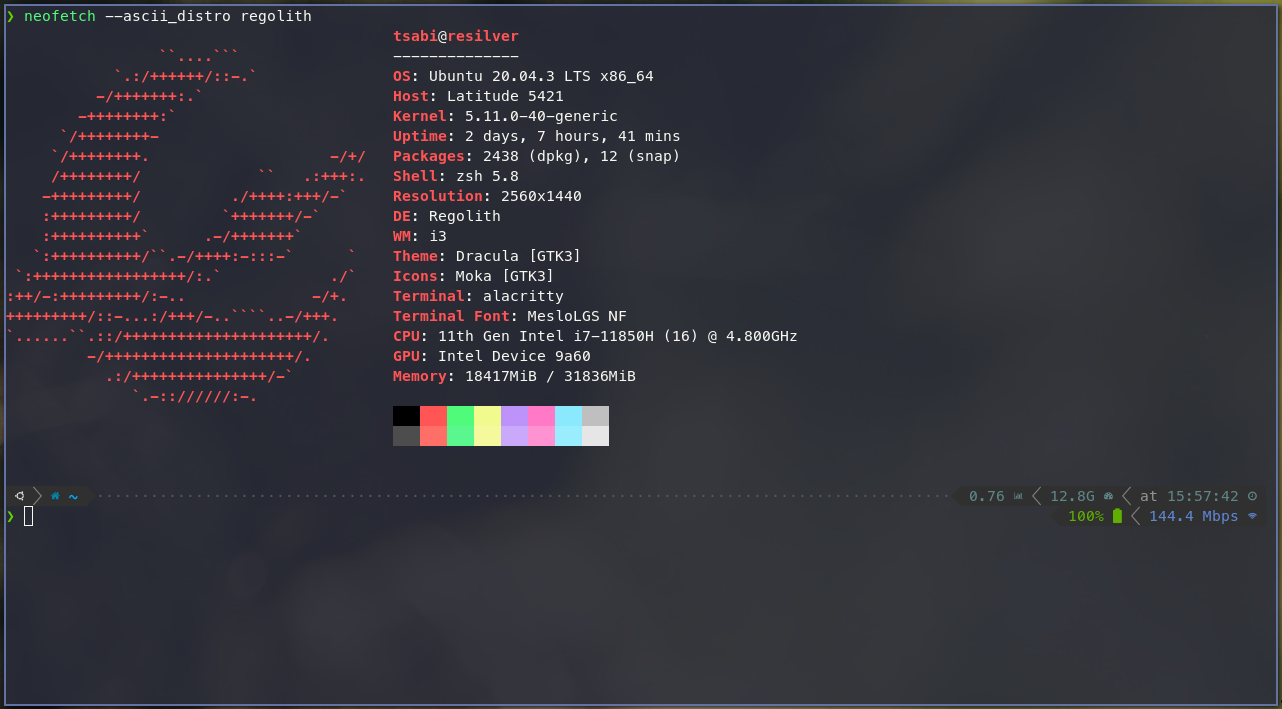 ❯ neofetch --ascii_distro regolith
tsabi@resilver
--------------
OS: Ubuntu 20.04.3 LTS x86_64
Host: Latitude 5421
Kernel: 5.11.0-40-generic
Uptime: 2 days, 7 hours, 41 mins
Packages: 2438 (dpkg), 12 (snap)
Shell: zsh 5.8
Resolution: 2560x1440
DE: Regolith
WM: i3
Theme: Dracula [GTK3]
Icons: Moka [GTK3]
Terminal: alacritty
Terminal Font: MesloLGS NF
CPU: 11th Gen Intel i7-11850H (16) @ 4.800GHz
GPU: Intel Device 9a60
Memory: 18417MiB / 31836MiB
~ 0.76 12.8G at 15:57:42
❯ 100% 144.4 Mbps